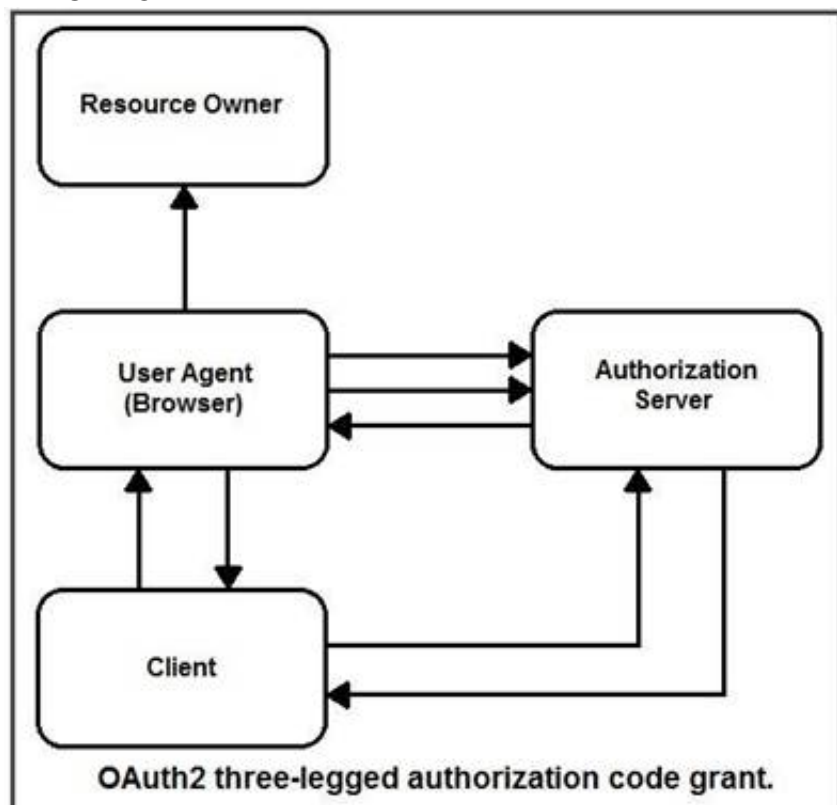 Resource Owner
User Agent
(Browser)
Authorization
Server
Client
OAuth2 three-legged authorization code grant.